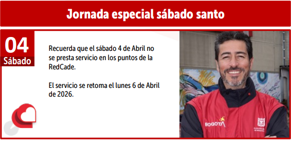 Jornada especial sábado santo
04
Sábado
Recuerda que el sábado 4 de Abril no
se presta servicio en los puntos de la
RedCade.
El servicio se retoma el lunes 6 de Abril
de 2026.